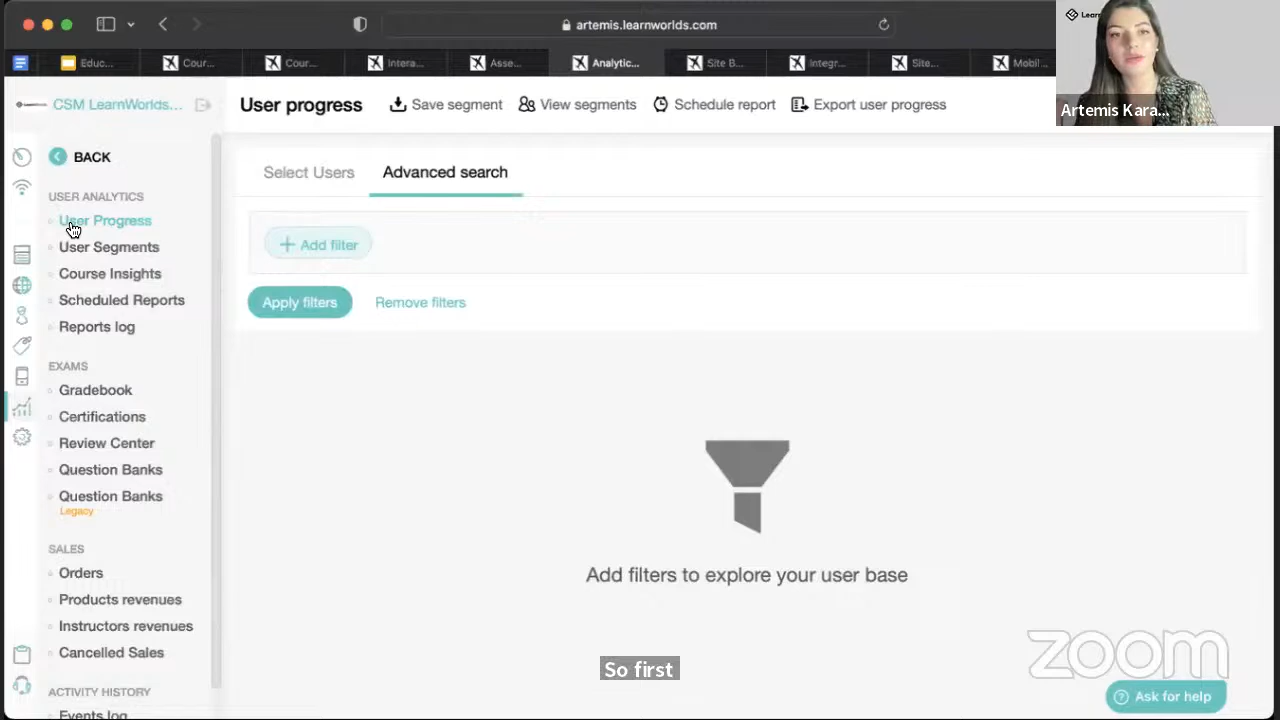 artemis.learnworlds.com
Educ...
Cour...
Cour...
Intera...
Asse...
Analytic...
Site B...
Integr...
Site...
Mobil
Learn
Artemis Kara...
CSM LearnWorlds...
User progress
Save segment
View segments
Schedule report
Export user progress
BACK
USER ANALYTICS
User Progress
User Segments
Course Insights
Scheduled Reports
Reports log
EXAMS
Gradebook
Certifications
Review Center
Question Banks
Question Banks
Legacy
SALES
Orders
Products revenues
Instructors revenues
Cancelled Sales
ACTIVITY HISTORY
Events log
Select Users
Advanced search
+ Add filter
Apply filters
Remove filters
Add filters to explore your user base
So first
zoom
Ask for help